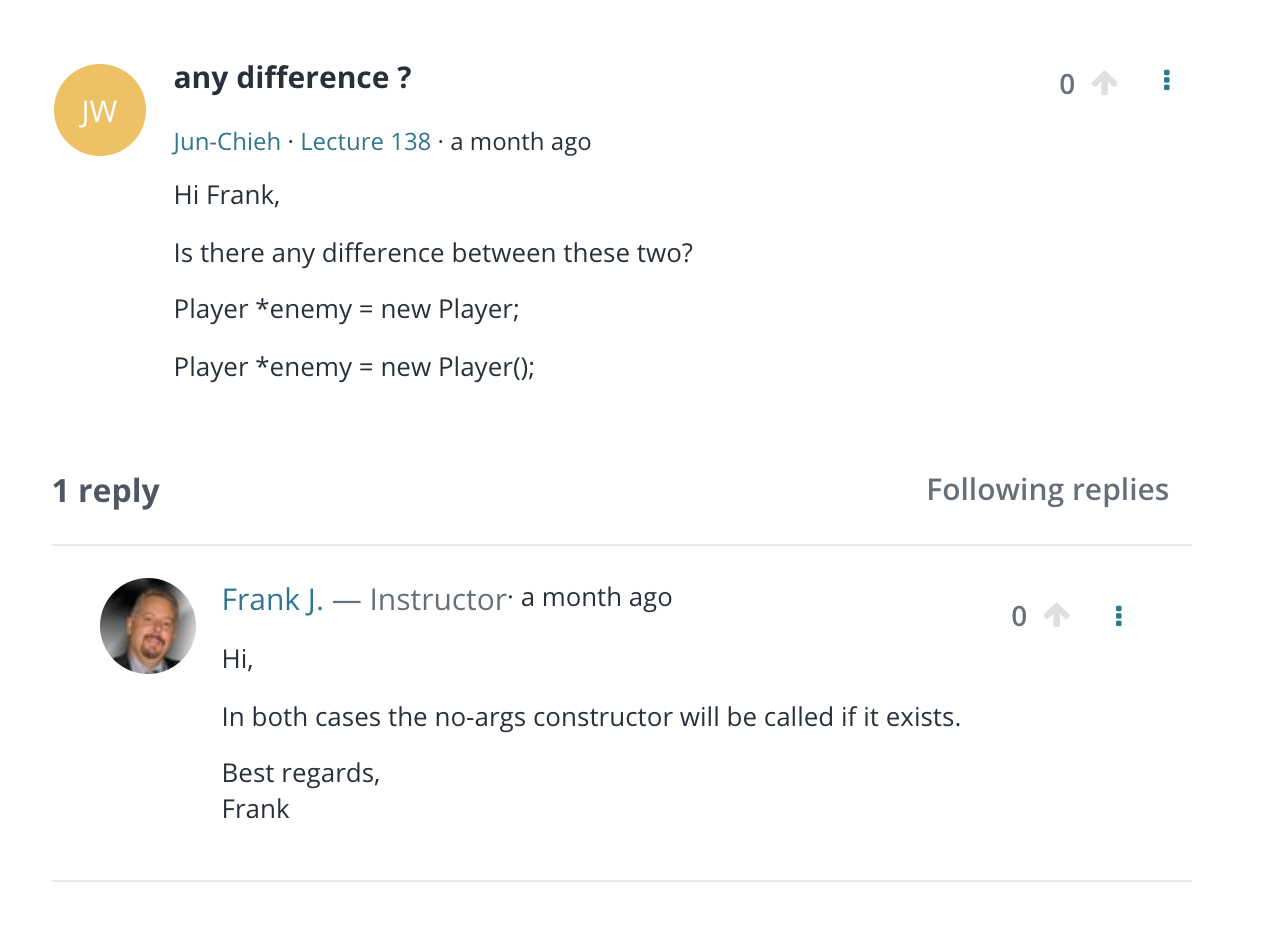 JW
any difference ?
0
Jun-Chieh · Lecture 138 · a month ago
Hi Frank,
Is there any difference between these two?
Player *enemy = new Player;
Player *enemy = new Player();
1 reply
Following replies
Frank J. — Instructor· a month ago
0
Hi,
In both cases the no-args constructor will be called if it exists.
Best regards,
Frank